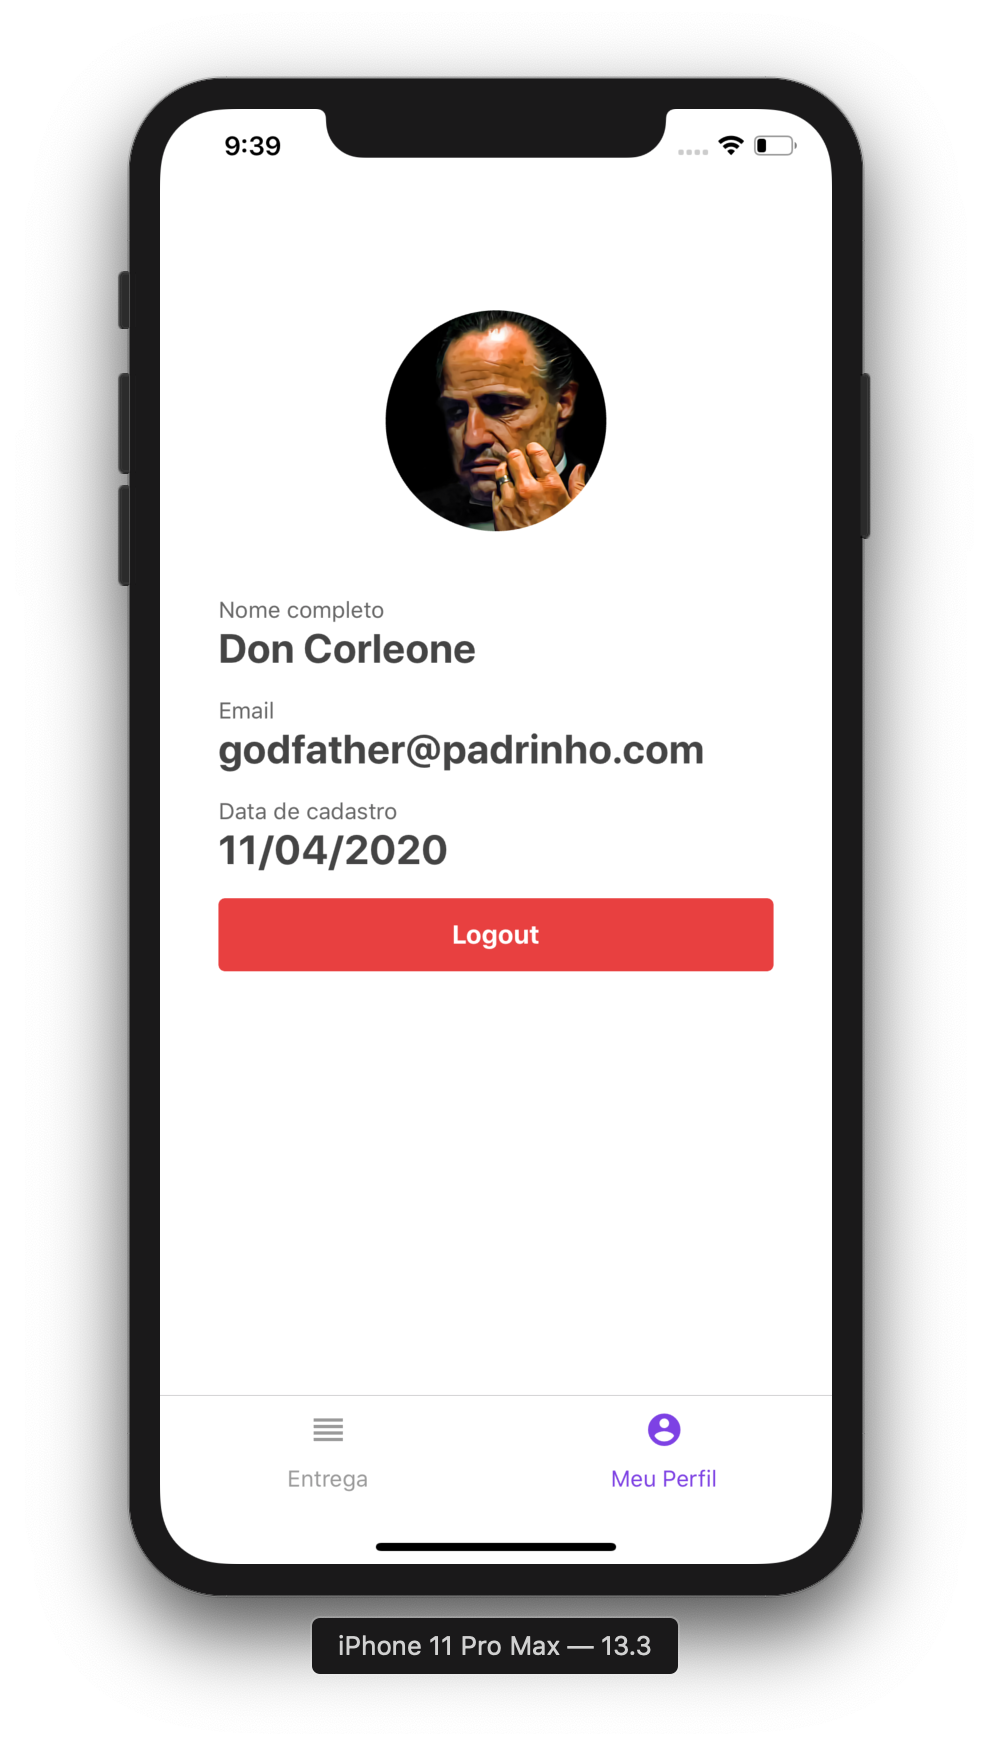 9:39
Nome completo
Don Corleone
Email
godfather@padrinho.com
Data de cadastro
11/04/2020
Logout
Entrega
Meu Perfil
iPhone 11 Pro Max — 13.3